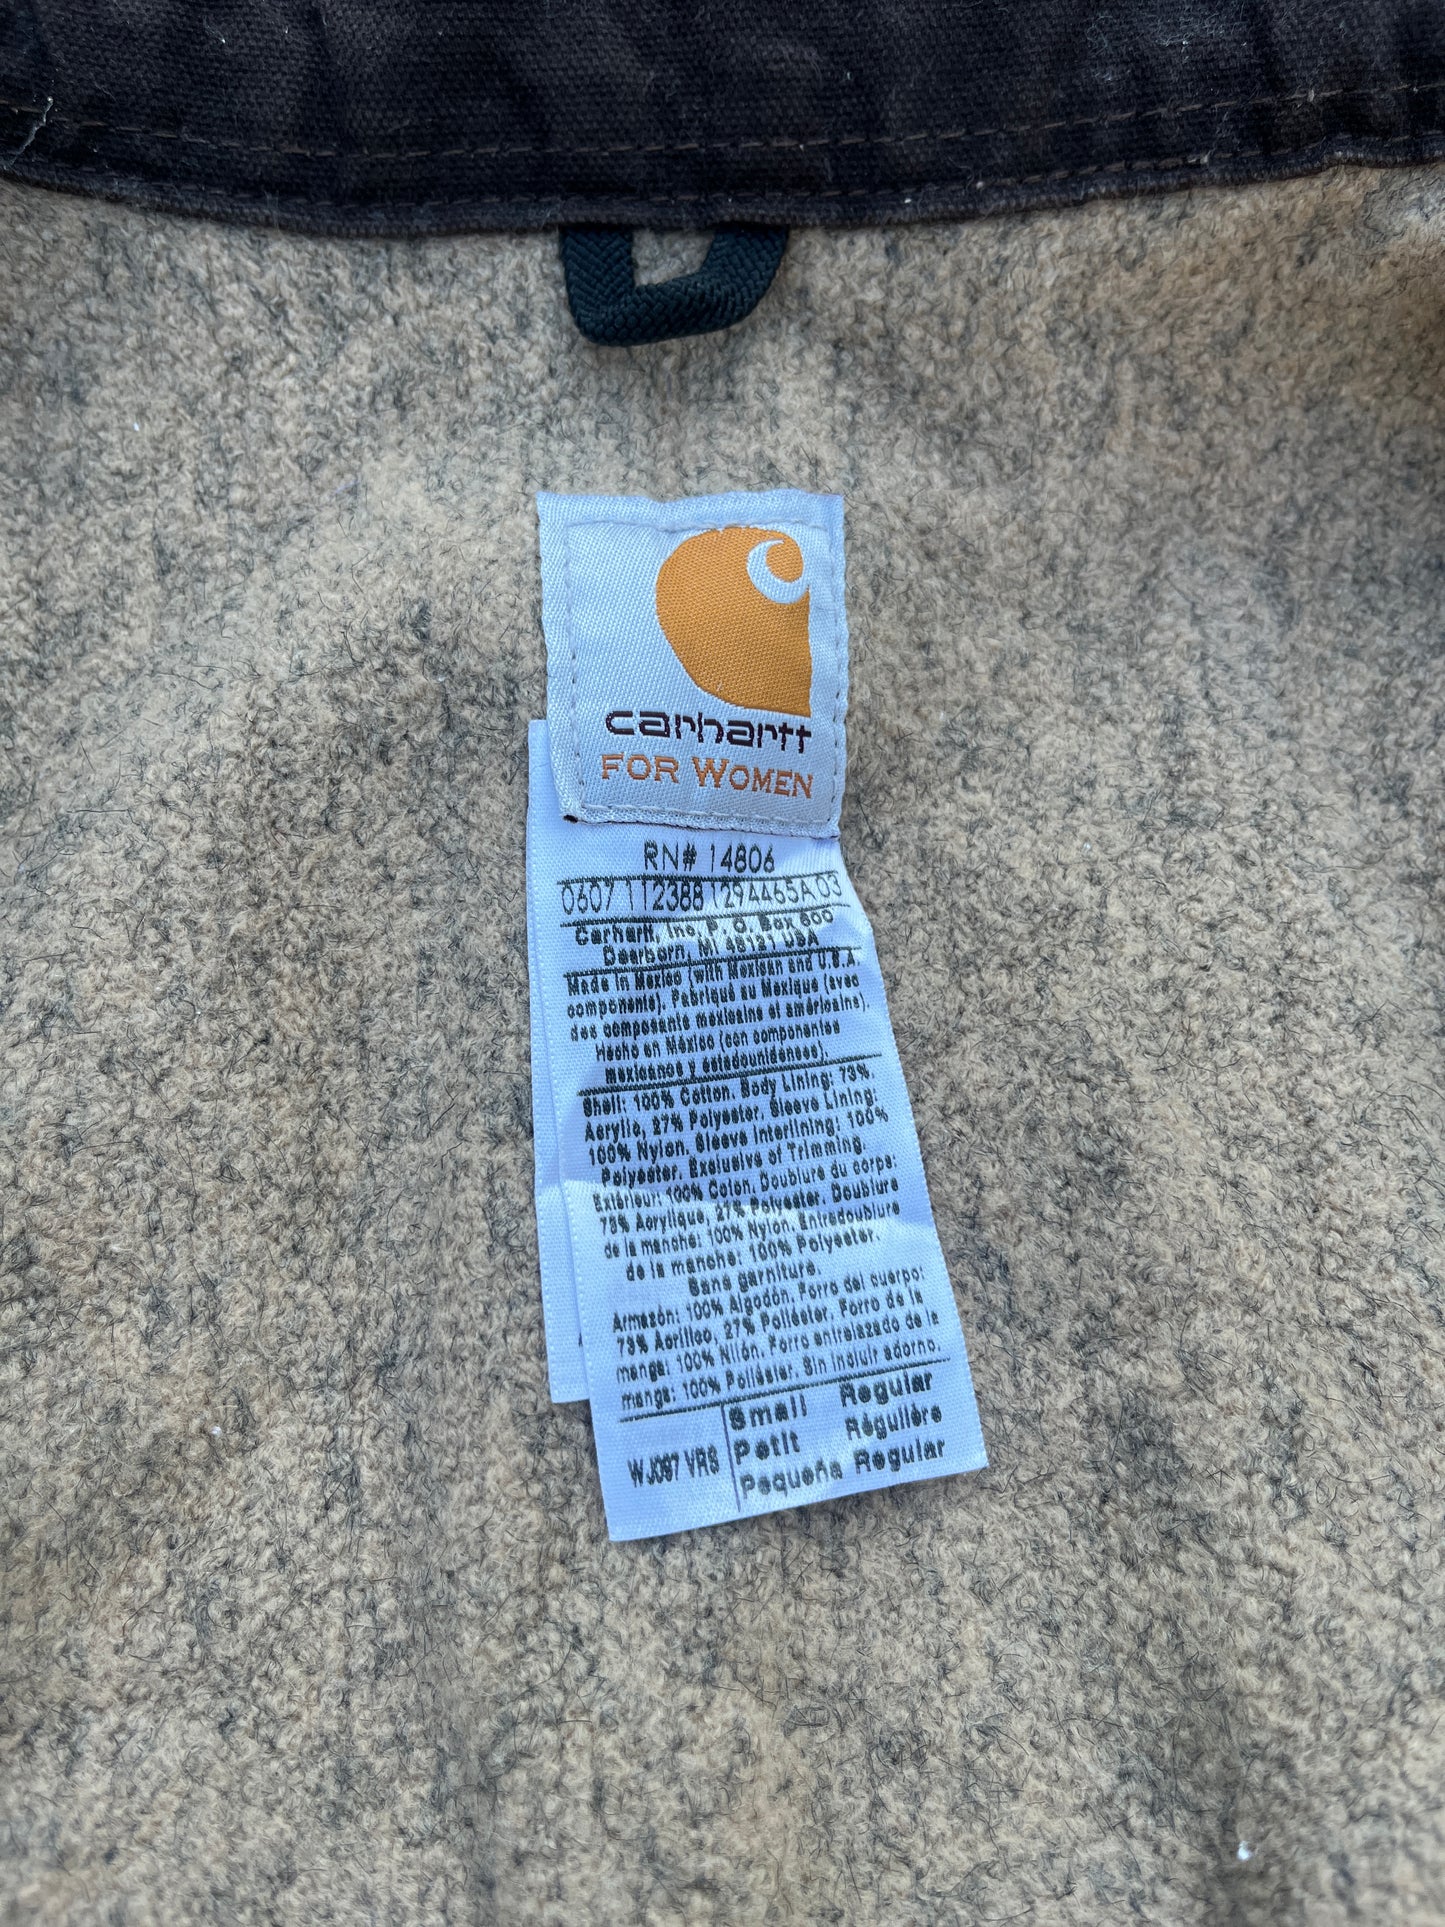 carhartt
FOR WOMEN
RN# 14806
0607 112388 1294465A 03
Carhartt, Inc. P. O. Box 600
Dearborn, MI 48121 USA
Made in Mexico (with Mexican and U.S.A.
components). Fabriqué au Mexique (avec
des composants mexicains et américains).
Hecho en México (con componentes
mexicanos y estadounidenses).
Shell: 100% Cotton. Body Lining: 73%
Acrylic, 27% Polyester. Sleeve Lining:
100% Nylon. Sleeve Interlining: 100%
Polyester. Exclusive of Trimming.
Extérieur: 100% Coton. Doublure du corps:
73% Acrylique, 27% Polyester. Doublure
de la manche: 100% Nylon. Entredoublure
de la manche: 100% Polyester.
Sans garniture.
Armazón: 100% Algodón. Forro del cuerpo:
73% Acrílico, 27% Poliéster. Forro de la
manga: 100% Nilón. Forro entrelazado de la
manga: 100% Poliéster. Sin incluir adorno.
WJ097 VRS
Small Regular
Petit Régulière
Pequeña Regular